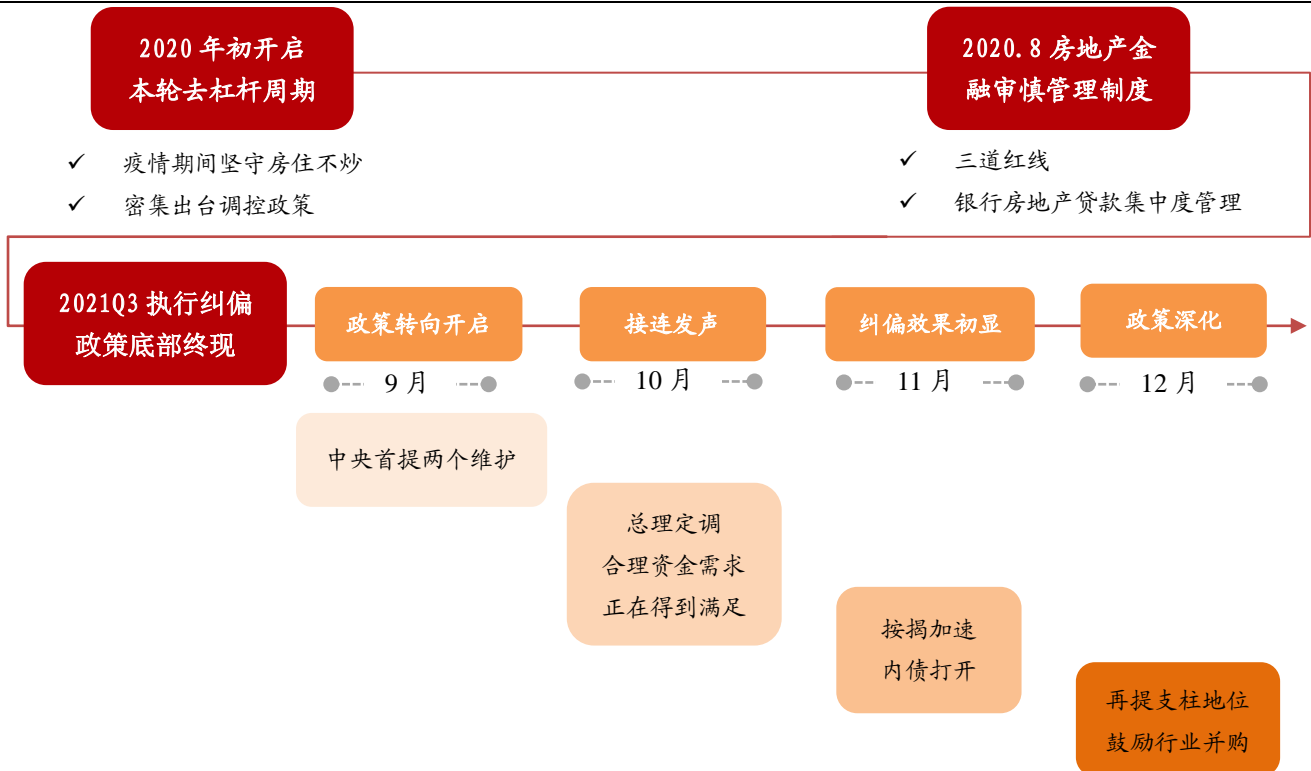 2020 年初开启
本轮去杠杆周期
2020.8 房地产金
融审慎管理制度
✓ 疫情期间坚守房住不炒
✓ 密集出台调控政策
✓ 三道红线
✓ 银行房地产贷款集中度管理
2021Q3 执行纠偏
政策底部终现
政策转向开启
接连发声
纠偏效果初显
政策深化
9 月
10 月
11 月
12 月
中央首提两个维护
总理定调
合理资金需求
正在得到满足
按揭加速
内债打开
再提支柱地位
鼓励行业并购